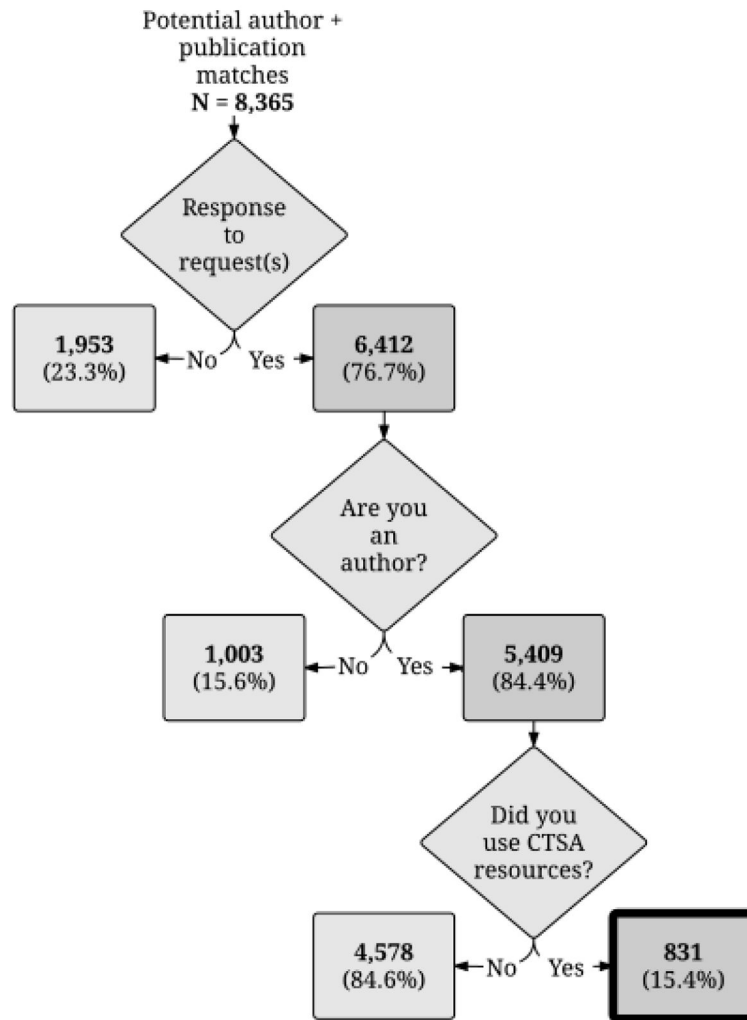 Potential author +
publication
matches
N = 8,365
Response
to
request(s)
1,953
(23.3%)
No
Yes
6,412
(76.7%)
Are you
an
author?
1,003
(15.6%)
No
Yes
5,409
(84.4%)
Did you
use CTSA
resources?
4,578
(84.6%)
No
Yes
831
(15.4%)